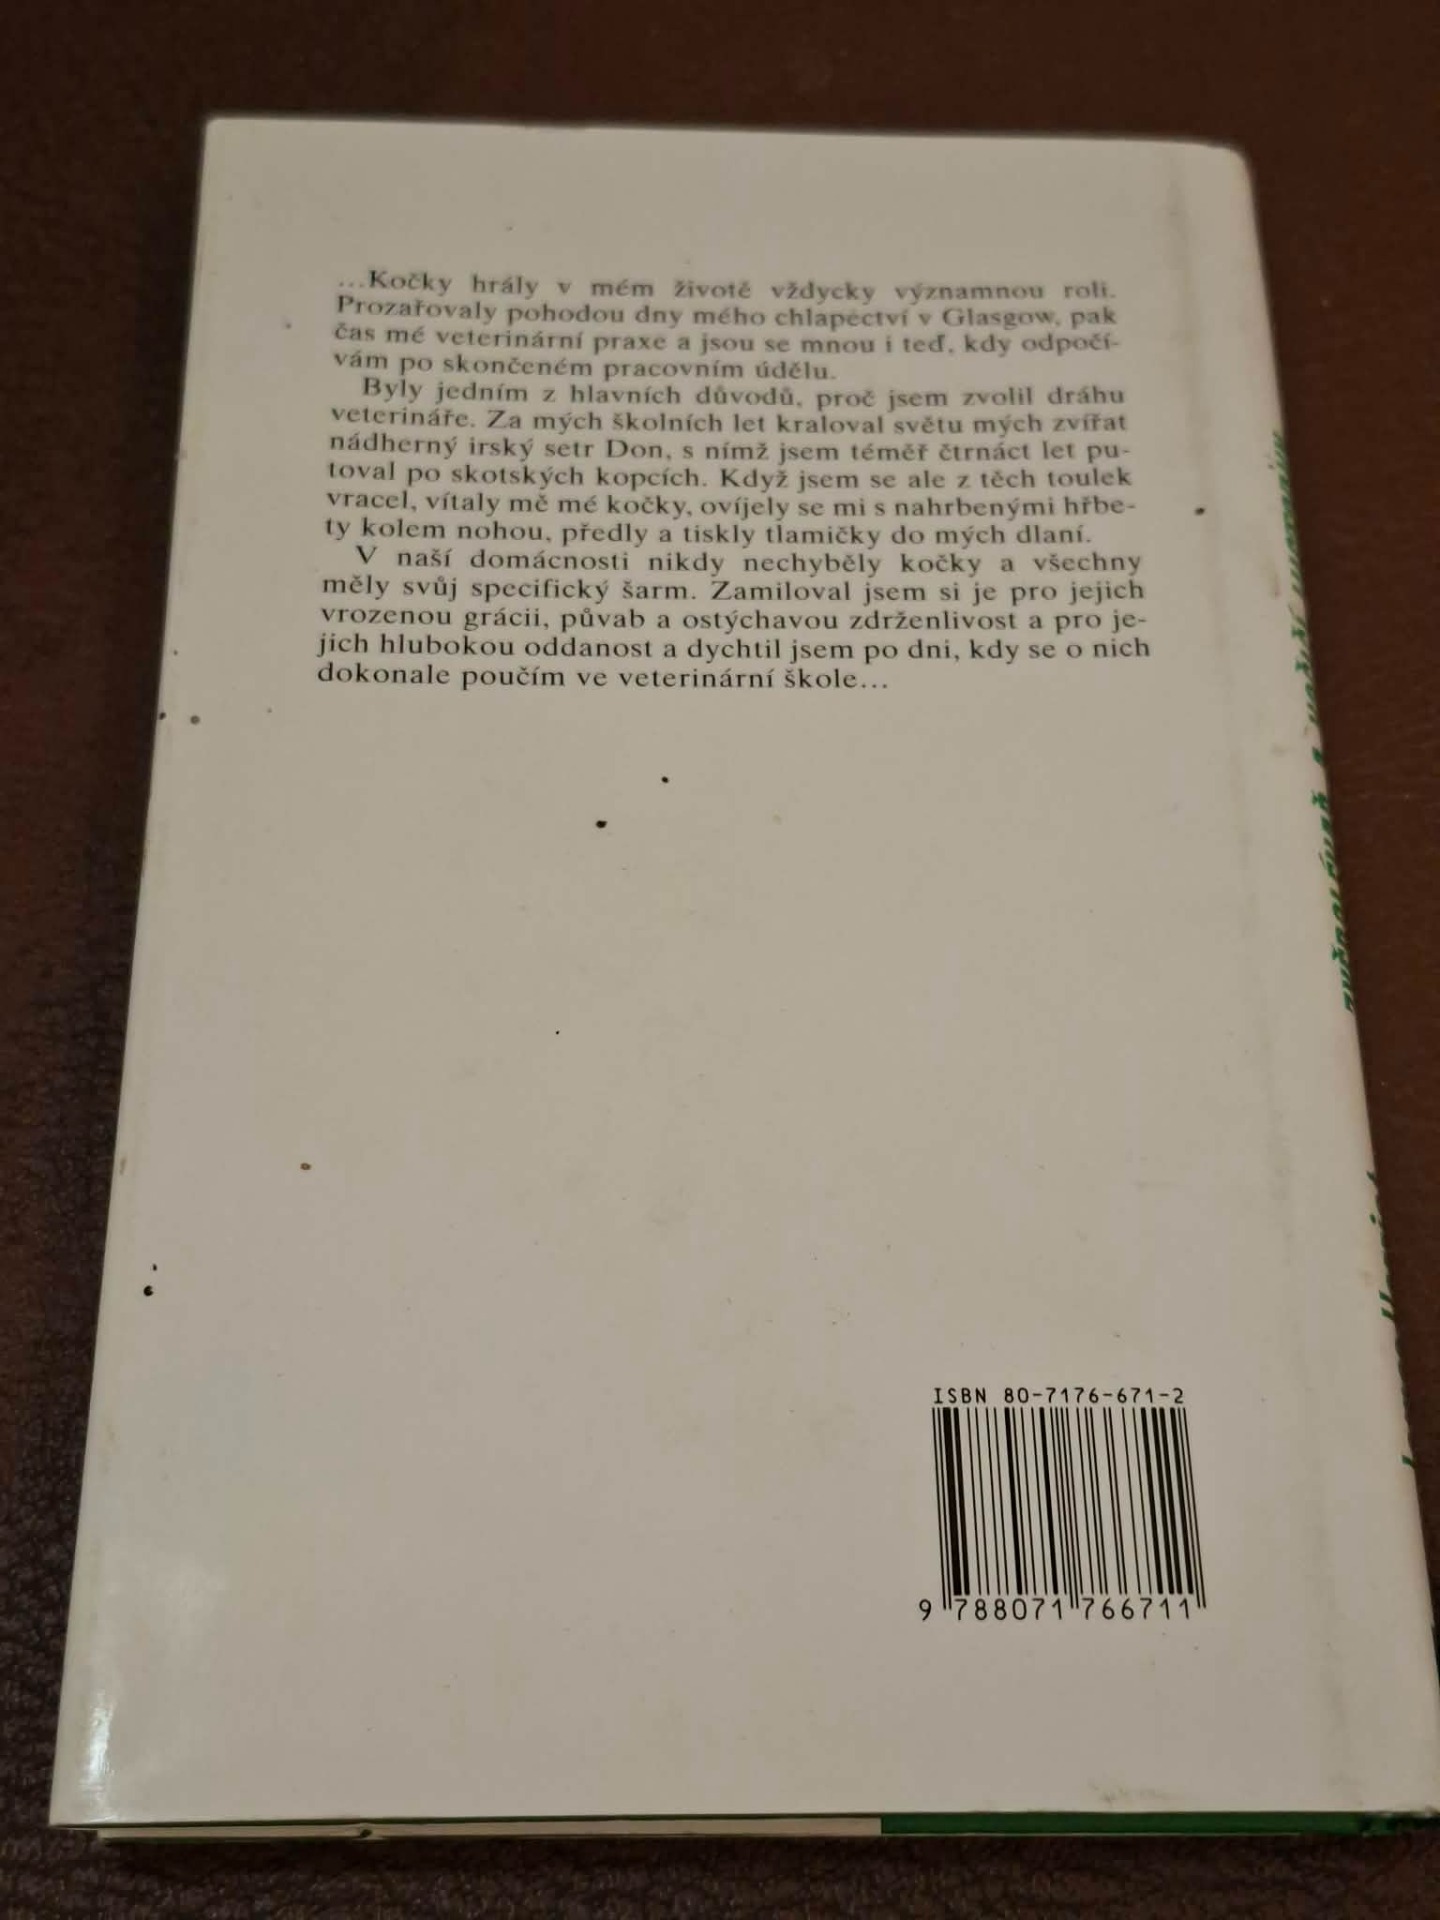 ...Kočky hrály v mém životě vždycky významnou roli.
Prozařovaly pohodou dny mého chlapectví v Glasgow, pak
čas mé veterinární praxe a jsou se mnou i teď, kdy odpočí-
vám po skončeném pracovním údělu.
Byly jedním z hlavních důvodů, proč jsem zvolil dráhu
veterináře. Za mých školních let kraloval světu mých zvířat
nádherný irský setr Don, s nímž jsem téměř čtrnáct let pu-
toval po skotských kopcích. Když jsem se ale z těch toulek
vracel, vítaly mě mé kočky, ovíjely se mi s nahrbenými hřbe-
ty kolem nohou, předly a tiskly tlamičky do mých dlaní.
V naší domácnosti nikdy nechyběly kočky a všechny
měly svůj specifický šarm. Zamiloval jsem si je pro jejich
vrozenou grácii, půvab a ostýchavou zdrženlivost a pro je-
jich hlubokou oddanost a dychtil jsem po dni, kdy se o nich
dokonale poučím ve veterinární škole...
ISBN 80-7176-671-2
9 788071 766711